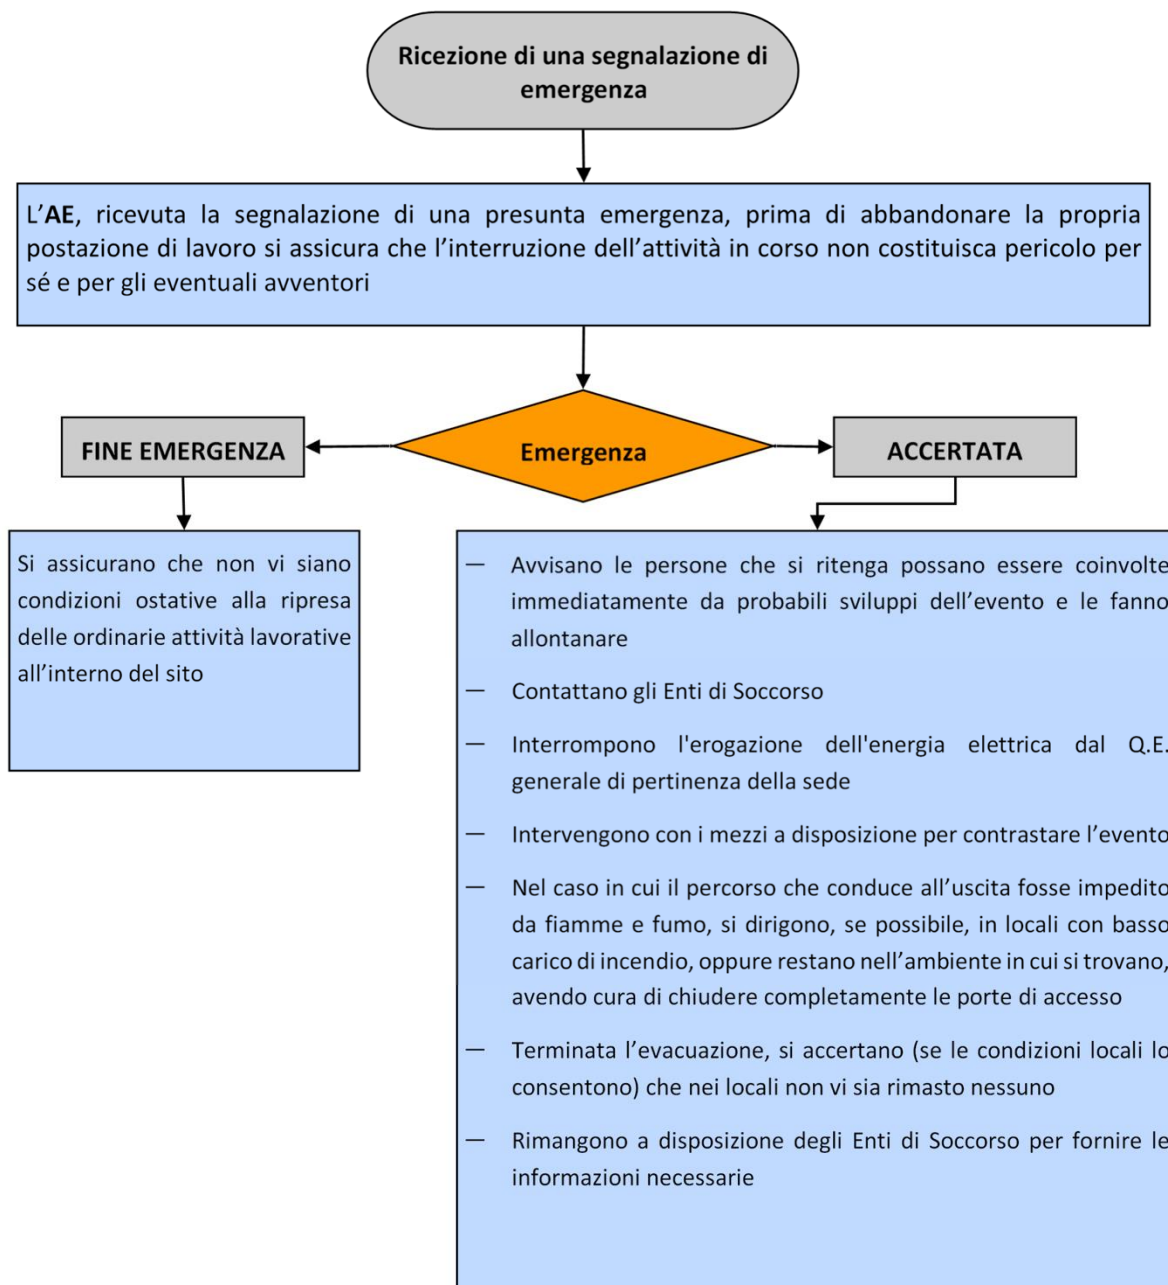 Ricezione di una segnalazione di
emergenza
L’AE, ricevuta la segnalazione di una presunta emergenza, prima di abbandonare la propria
postazione di lavoro si assicura che l’interruzione dell’attività in corso non costituisca pericolo per
sé e per gli eventuali avventori
FINE EMERGENZA
Emergenza
ACCERTATA
Si assicurano che non vi siano
condizioni ostative alla ripresa
delle ordinarie attività lavorative
all’interno del sito
— Avvisano le persone che si ritenga possano essere coinvolte
immediatamente da probabili sviluppi dell’evento e le fanno
allontanare
— Contattano gli Enti di Soccorso
— Interrompono l'erogazione dell'energia elettrica dal Q.E.
generale di pertinenza della sede
— Intervengono con i mezzi a disposizione per contrastare l’evento
— Nel caso in cui il percorso che conduce all’uscita fosse impedito
da fiamme e fumo, si dirigono, se possibile, in locali con basso
carico di incendio, oppure restano nell’ambiente in cui si trovano,
avendo cura di chiudere completamente le porte di accesso
— Terminata l’evacuazione, si accertano (se le condizioni locali lo
consentono) che nei locali non vi sia rimasto nessuno
— Rimangono a disposizione degli Enti di Soccorso per fornire le
informazioni necessarie